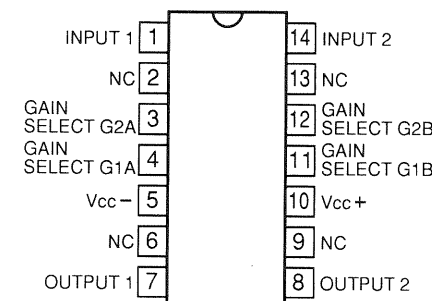 INPUT 1 1 14 INPUT 2
NC 2 13 NC
GAIN
SELECT G2A 3 12 GAIN
SELECT G2B
GAIN
SELECT G1A 4 11 GAIN
SELECT G1B
Vcc− 5 10 Vcc+
NC 6 9 NC
OUTPUT 1 7 8 OUTPUT 2